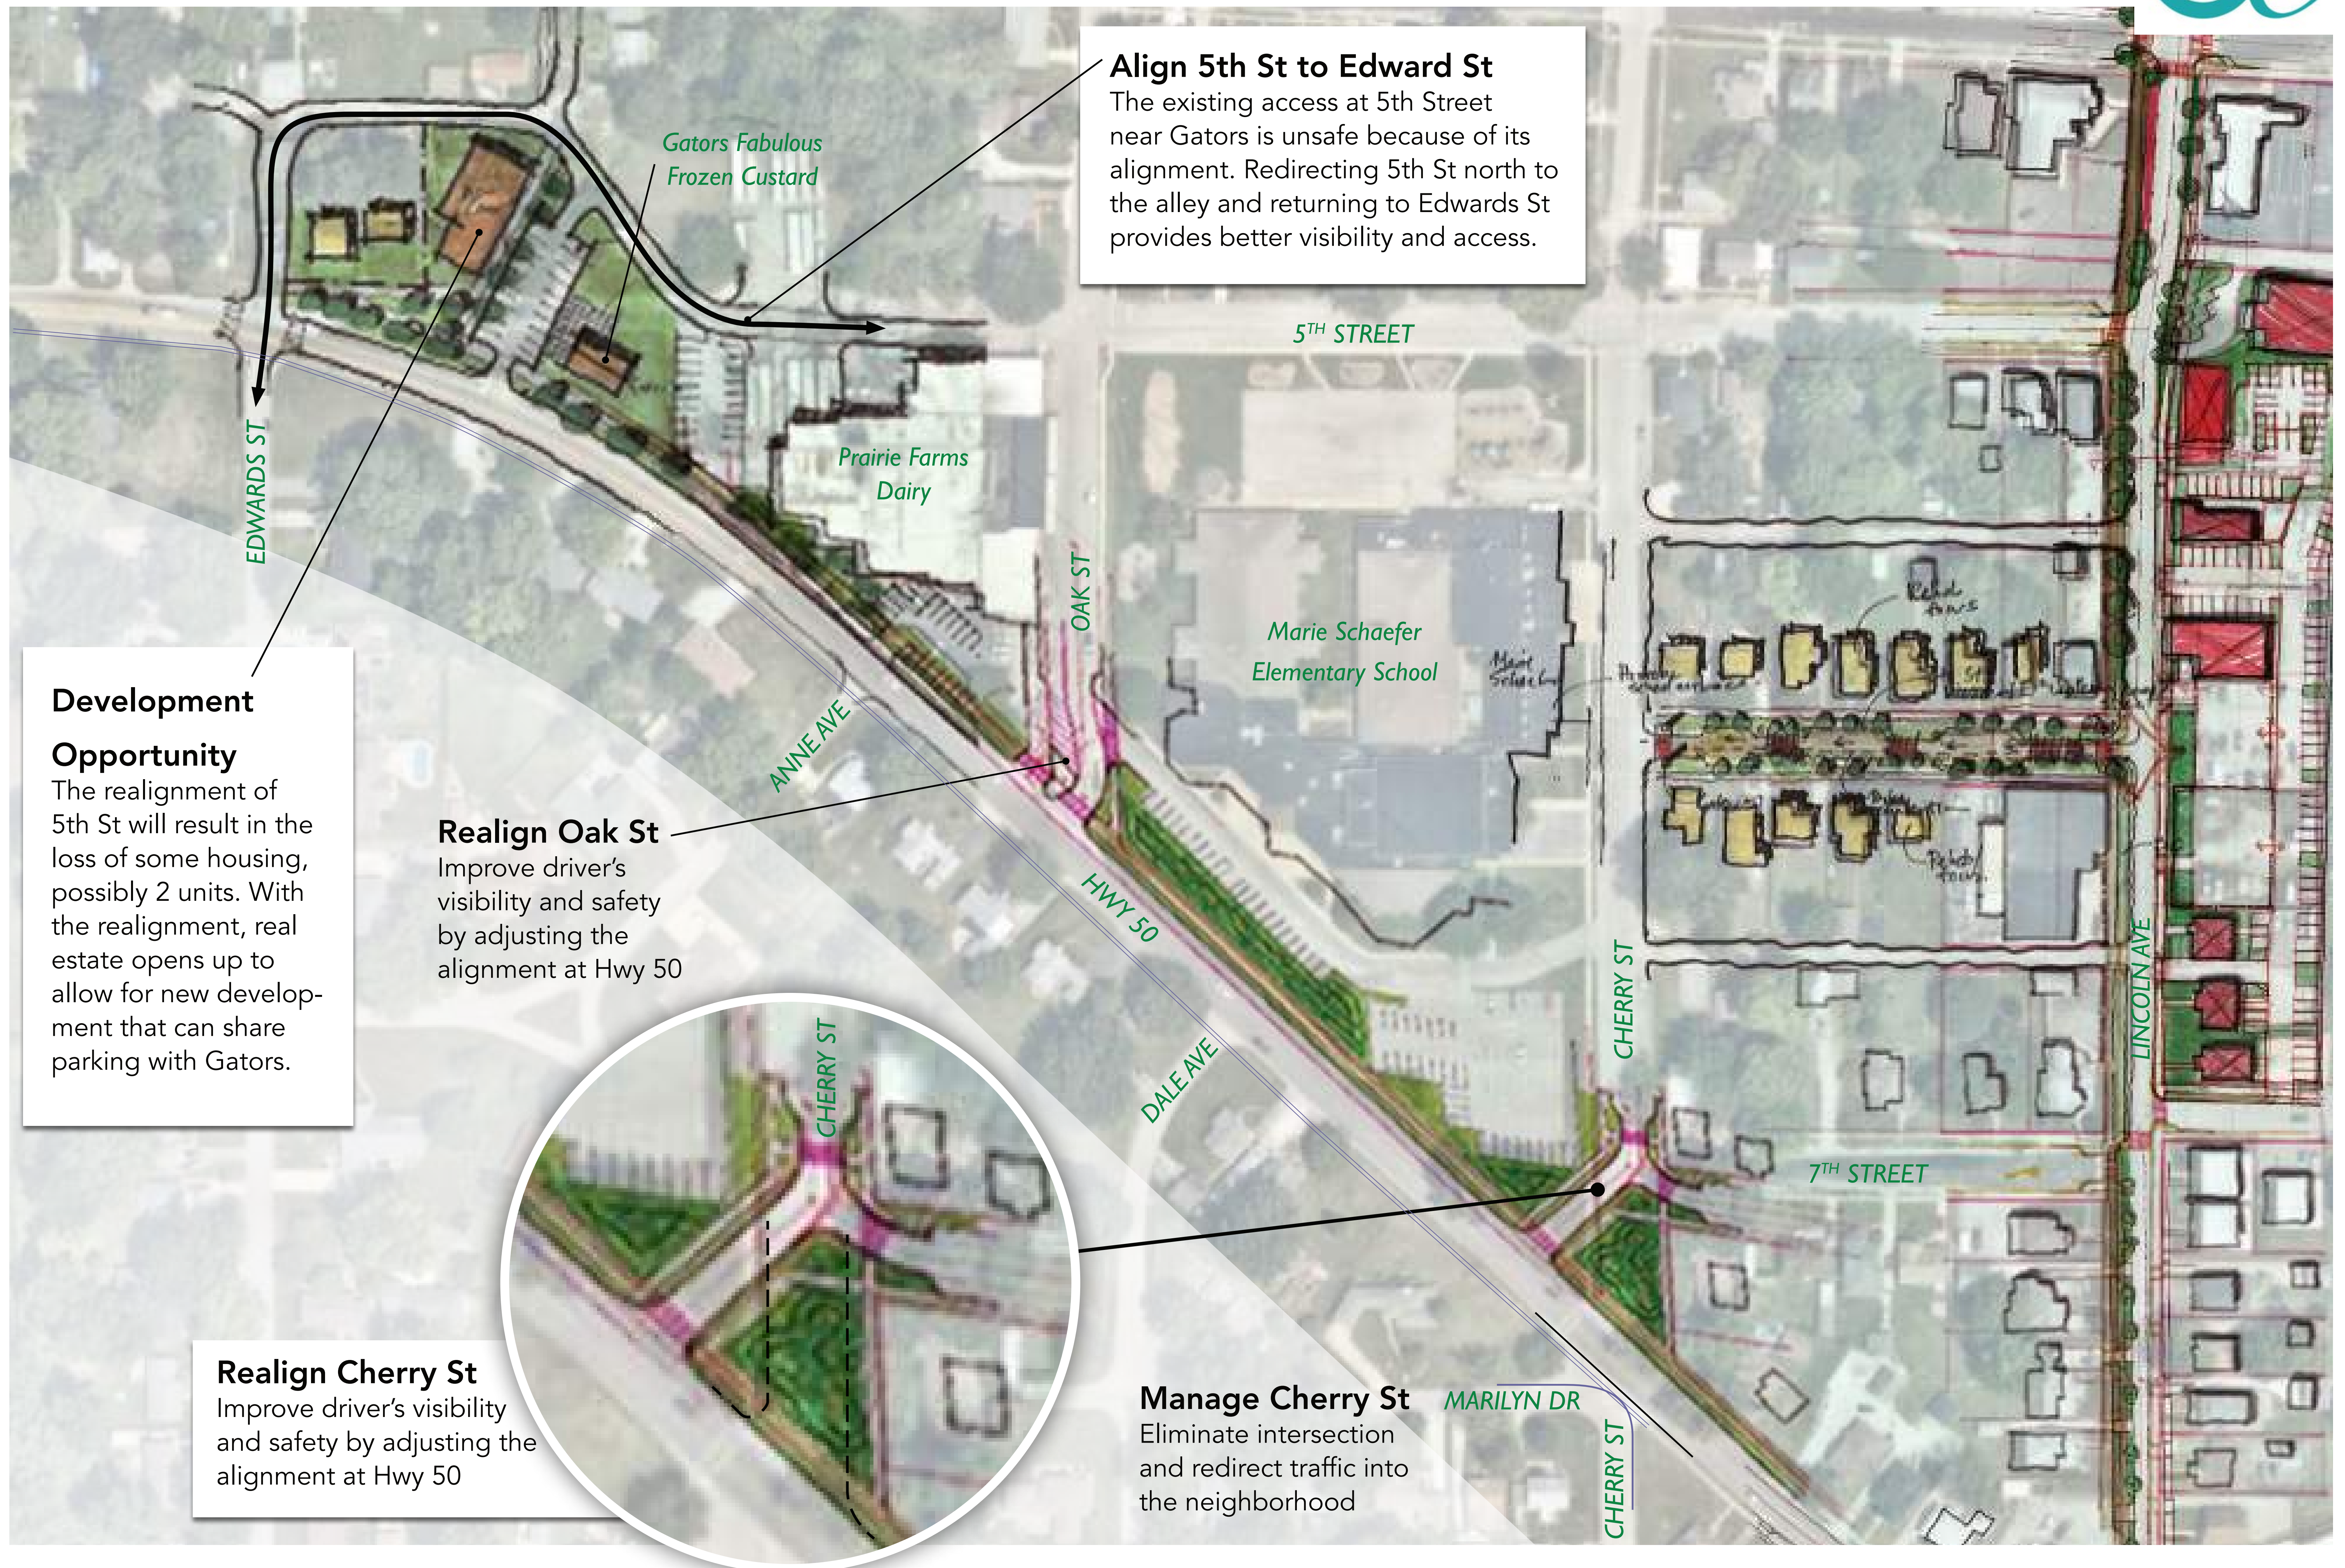 Align 5th St to Edward St
The existing access at 5th Street
near Gators is unsafe because of its
alignment. Redirecting 5th St north to
the alley and returning to Edwards St
provides better visibility and access.
Gators Fabulous
Frozen Custard
5TH STREET
EDWARDS ST
Prairie Farms
Dairy
OAK ST
Marie Schaefer
Elementary School
Development
Opportunity
The realignment of
5th St will result in the
loss of some housing,
possibly 2 units. With
the realignment, real
estate opens up to
allow for new develop-
ment that can share
parking with Gators.
ANNE AVE
Realign Oak St
Improve driver's
visibility and safety
by adjusting the
alignment at Hwy 50
HWY 50
CHERRY ST
LINCOLN AVE
DALE AVE
CHERRY ST
7TH STREET
Realign Cherry St
Improve driver's visibility
and safety by adjusting the
alignment at Hwy 50
Manage Cherry St
Eliminate intersection
and redirect traffic into
the neighborhood
MARILYN DR
CHERRY ST